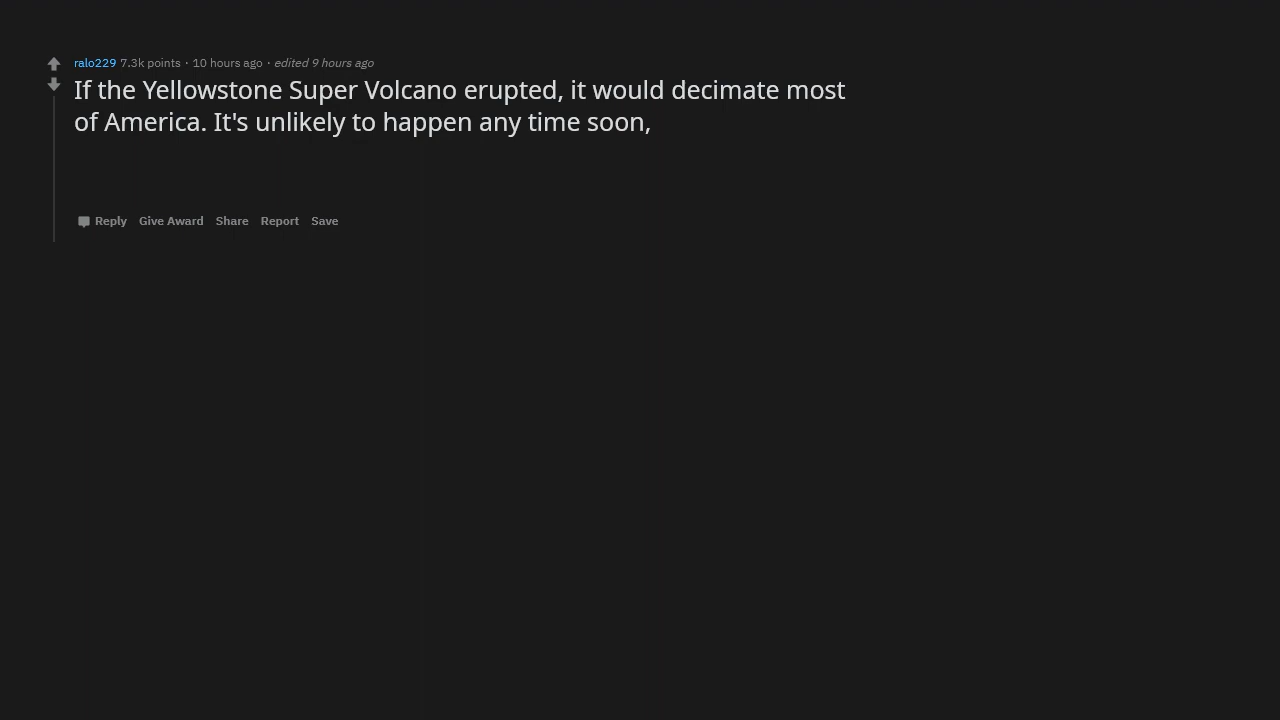 ralo229 7.3k points · 10 hours ago · edited 9 hours ago
If the Yellowstone Super Volcano erupted, it would decimate most
of America. It's unlikely to happen any time soon,
Reply Give Award Share Report Save